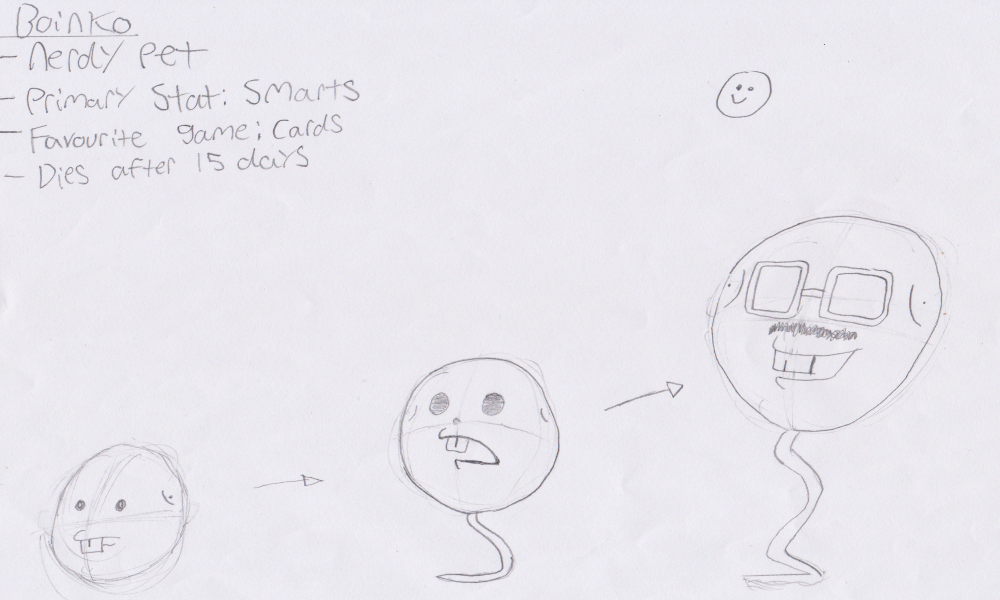 Boinko
- Nerdy pet
- Primary Stat: Smarts
- Favourite game: Cards
- Dies after 15 days